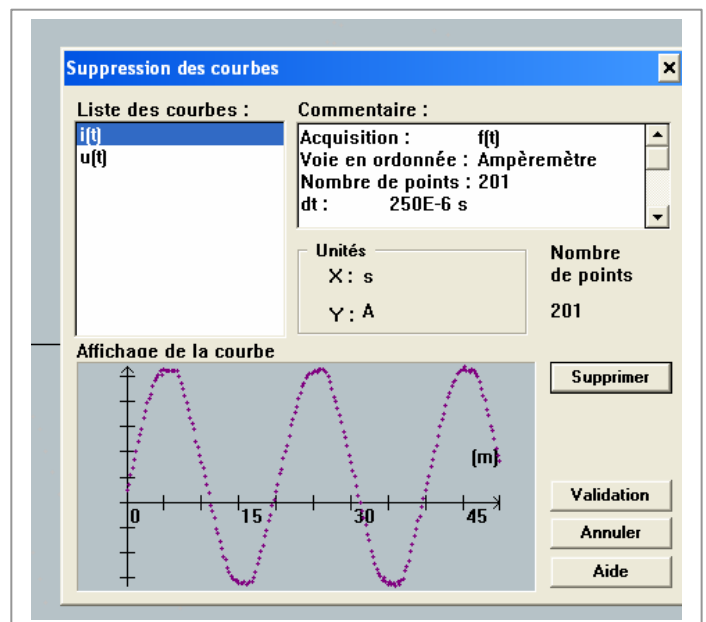 Suppression des courbes
Liste des courbes :
i(t)
u(t)
Commentaire :
Acquisition : f(t)
Voie en ordonnée : Ampèremètre
Nombre de points : 201
dt : 250E-6 s
Unités
X : s
Y : A
Nombre
de points
201
Affichage de la courbe
(m)
0 15 30 45
Supprimer
Validation
Annuler
Aide